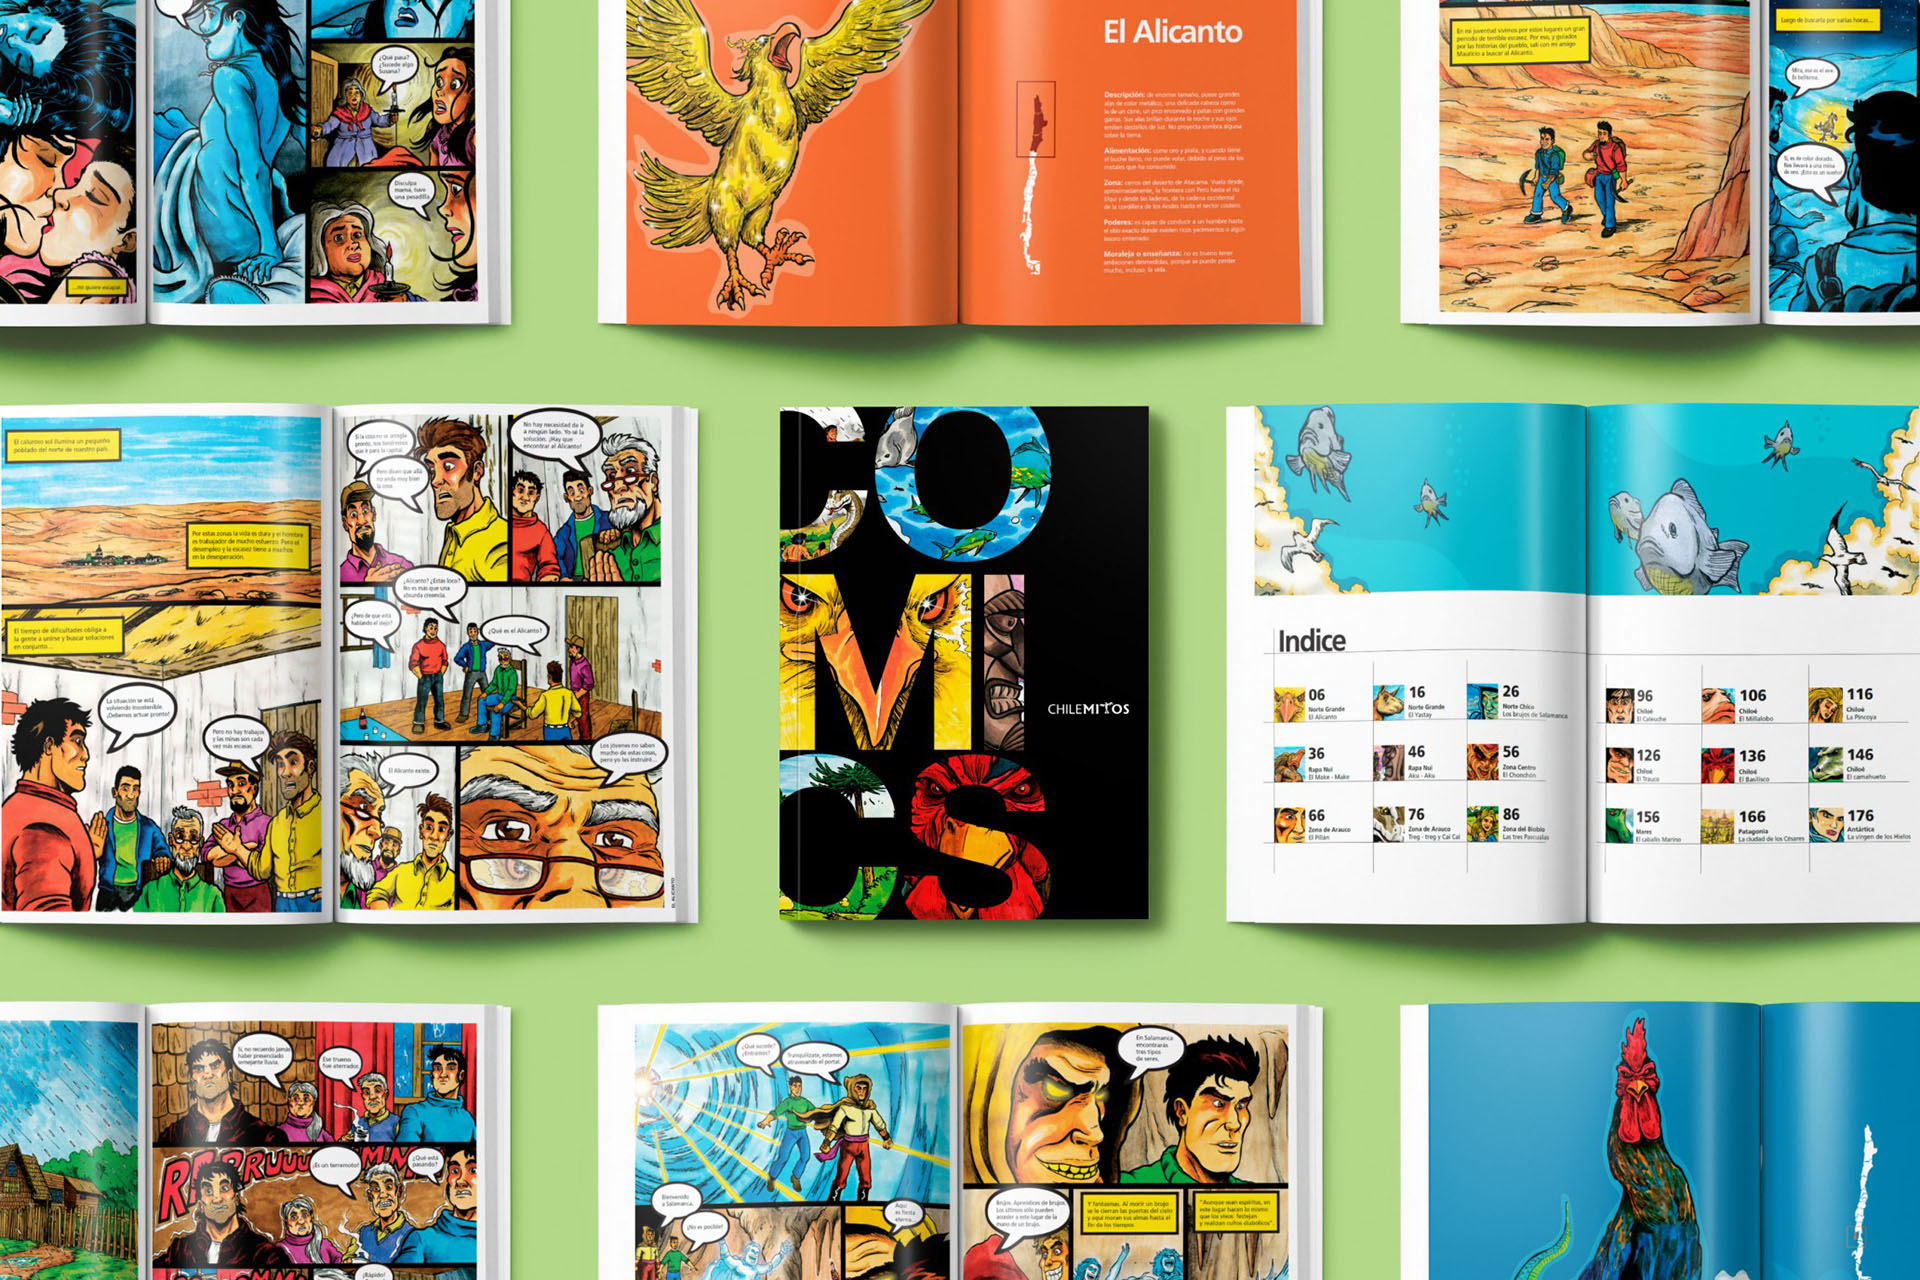 ¿Qué pasa?
¿Sucede algo
Susana?
Disculpa
mamá, tuve
una pesadilla
...no quiere escapar.
El Alicanto
Descripción: de enorme tamaño, posee grandes
alas de color metálico, una delicada cabeza como
la de un cisne, un pico encorvado y patas con grandes
garras. Sus alas brillan durante la noche y sus ojos
emiten destellos de luz. No proyecta sombra alguna
sobre la tierra.
Alimentación: come oro y plata, y cuando tiene
el buche lleno, no puede volar, debido al peso de los
metales que ha consumido.
Zona: cerros del desierto de Atacama. Vuela desde,
aproximadamente, la frontera con Perú hasta el río
Elqui y desde las laderas, de la cadena occidental
de la cordillera de los Andes hasta el sector costero.
Poderes: es capaz de conducir a un hombre hasta
el sitio exacto donde existen ricos yacimientos o algún
tesoro enterrado.
Moraleja o enseñanza: no es bueno tener
ambiciones desmedidas, porque se puede perder
mucho, incluso, la vida.
En mi juventud vivimos por estos lugares un gran
periodo de terrible escasez. Por eso, y guiados
por las historias del pueblo, salí con mi amigo
Mauricio a buscar al Alicanto.
Luego de buscarla por varias horas...
Mira, ese es el ave.
Es bellísima.
Sí, es de color dorado.
Nos llevará a una mina
de oro. ¡Esto es un sueño!
El caluroso sol ilumina un pequeño
poblado del norte de nuestro país.
Por estas zonas la vida es dura y el hombre
es trabajador de mucho esfuerzo. Pero el
desempleo y la escasez tiene a muchos
en la desesperación.
El tiempo de dificultades obliga a
la gente a unirse y buscar soluciones
en conjunto...
La situación se está
volviendo insostenible.
¡Debemos actuar pronto!
Pero no hay trabajos
y las minas son cada
vez más escasas.
Si la cosa no se arregla
pronto, nos tendremos
que ir para la capital.
Pero dicen que allá
no anda muy bien
la cosa.
No hay necesidad de ir
a ningún lado. Yo sé la
solución. ¡Hay que
encontrar al Alicanto!
¿Alicanto? ¿Estás loco?
No es más que una
absurda creencia.
¿Pero de que está
hablando el viejo?
¿Qué es el Alicanto?
El Alicanto existe.
Los jóvenes no saben
mucho de estas cosas,
pero yo les instruiré...
EL ALICANTO
COMICS
CHILEMITOS
Indice
06
Norte Grande
El Alicanto
16
Norte Grande
El Yastay
26
Norte Chico
Los brujos de Salamanca
36
Rapa Nui
El Make - Make
46
Rapa Nui
Aku - Aku
56
Zona Centro
El Chonchón
66
Zona de Arauco
El Pillán
76
Zona de Arauco
Treg - treg y Cai Cai
86
Zona del Biobío
Las tres Pascualas
96
Chiloé
El Caleuche
106
Chiloé
El Millalobo
116
Chiloé
La Pincoya
126
Chiloé
El Trauco
136
Chiloé
El Basilisco
146
Chiloé
El camahueto
156
Mares
El caballo Marino
166
Patagonia
La ciudad de los Césares
176
Antártica
La virgen de los Hielos
Sí, no recuerdo jamás
haber presenciado
semejante lluvia.
Ese trueno
fue aterrador.
¡Es un terremoto!
¿Qué está
pasando?
¡Rápido!
¿Qué sucede?
¿Entramos?
Tranquilízate, estamos
atravesando el portal.
Bienvenido
a Salamanca.
¡No es posible!
Aquí
es fiesta
eterna.
En Salamanca
encontrarás
tres tipos
de seres.
Brujos. Aprendices de brujos.
Los últimos sólo pueden
acceder a este lugar de la
mano de un brujo.
Y fantasmas. Al morir un brujo
se le cierran las puertas del cielo
y aquí moran sus almas hasta el
fin de los tiempos
"Aunque sean espíritus, en
este lugar hacen lo mismo
que los vivos: festejan
y realizan cultos diabólicos".